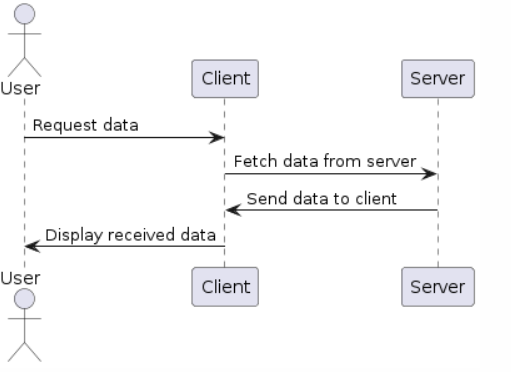 User
Client
Server
Request data
Fetch data from server
Send data to client
Display received data
User
Client
Server